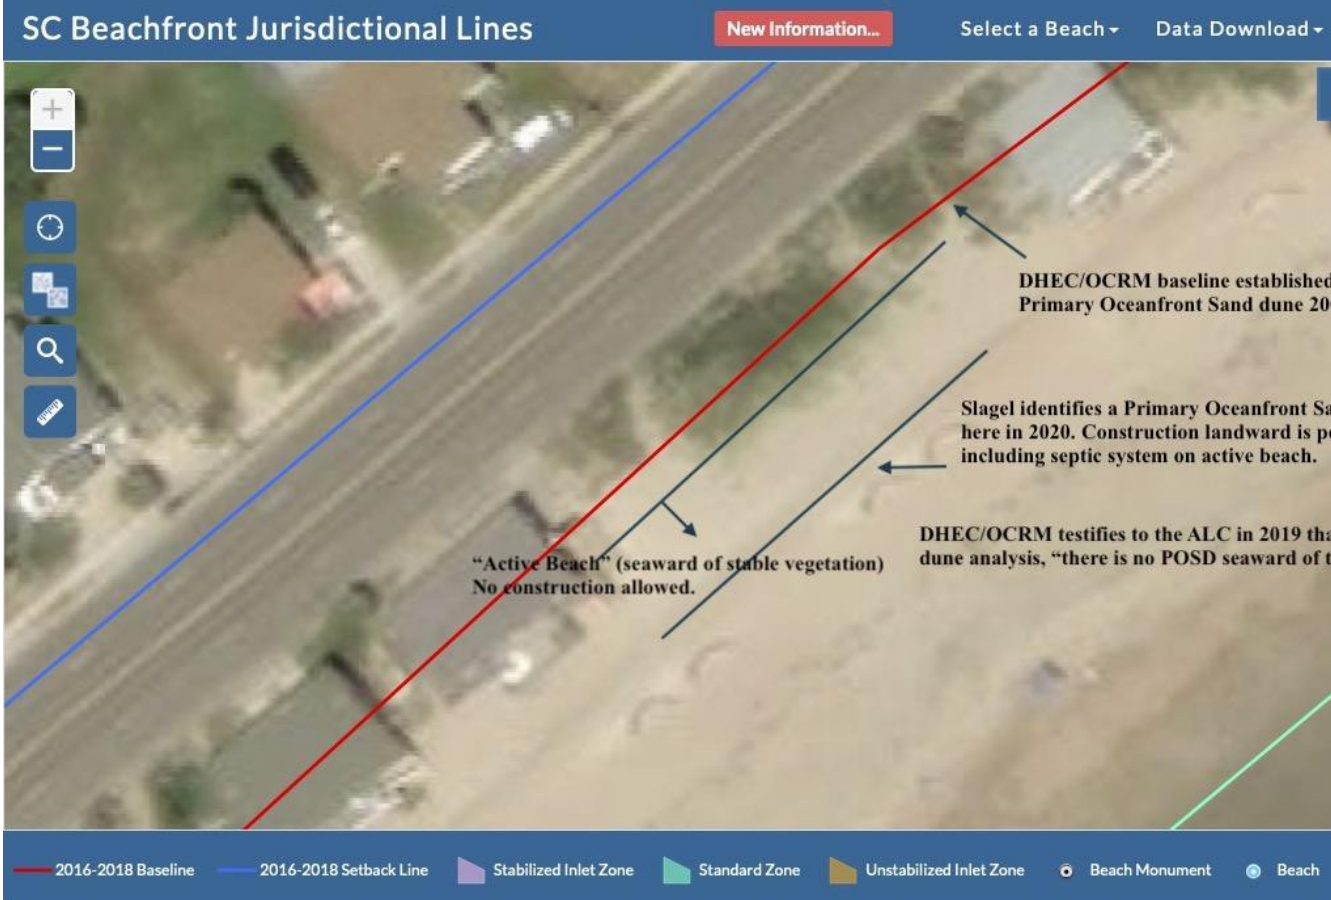 SC Beachfront Jurisdictional Lines
New Information...
Select a Beach
Data Download
DHEC/OCRM baseline established
Primary Oceanfront Sand dune
Slagel identifies a Primary Oceanfront
here in 2020. Construction landward is
including septic system on active beach.
DHEC/OCRM testifies to the ALC in 2019
dune analysis, “there is no POSD seaward of
“Active Beach” (seaward of stable vegetation)
No construction allowed.
2016-2018 Baseline
2016-2018 Setback Line
Stabilized Inlet Zone
Standard Zone
Unstabilized Inlet Zone
Beach Monument
Beach